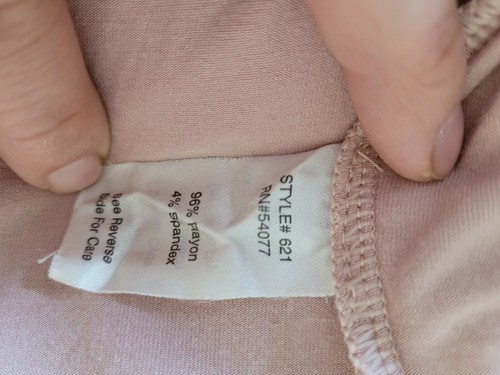 STYLE# 621
RN#54077
96% rayon
4% spandex
See Reverse
Side For Care